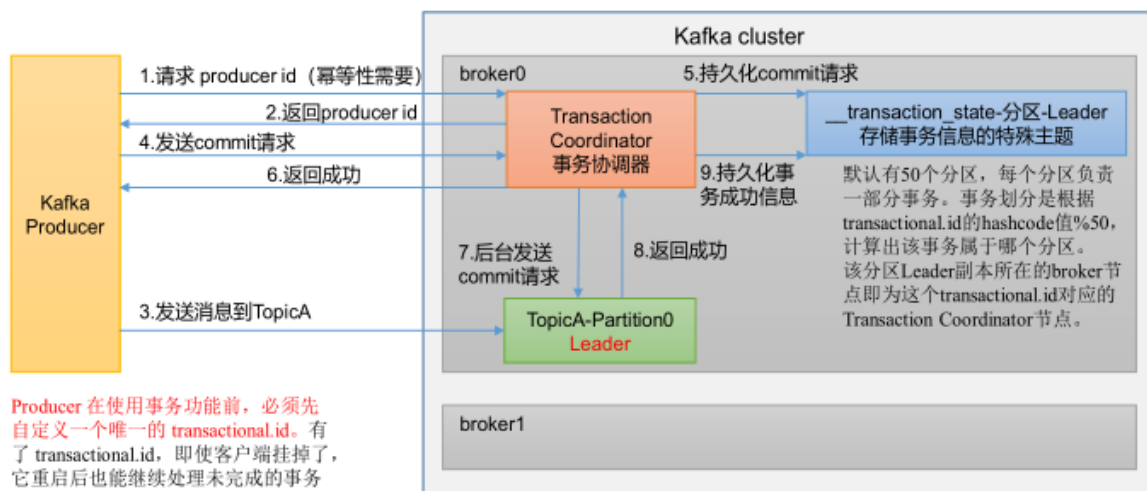 Kafka cluster
1.请求 producer id（幂等性需要）
broker0
5.持久化commit请求
2.返回producer id
Transaction
Coordinator
事务协调器
__transaction_state-分区-Leader
存储事务信息的特殊主题
4.发送commit请求
6.返回成功
9.持久化事
务成功信息
默认有50个分区，每个分区负责
一部分事务。事务划分是根据
transactional.id的hashcode值%50，
计算出该事务属于哪个分区。
该分区Leader副本所在的broker节
点即为这个transactional.id对应的
Transaction Coordinator节点。
Kafka
Producer
7.后台发送
commit请求
8.返回成功
3.发送消息到TopicA
TopicA-Partition0
Leader
Producer 在使用事务功能前，必须先
自定义一个唯一的 transactional.id。有
了 transactional.id，即使客户端挂掉了，
它重启后也能继续处理未完成的事务
broker1